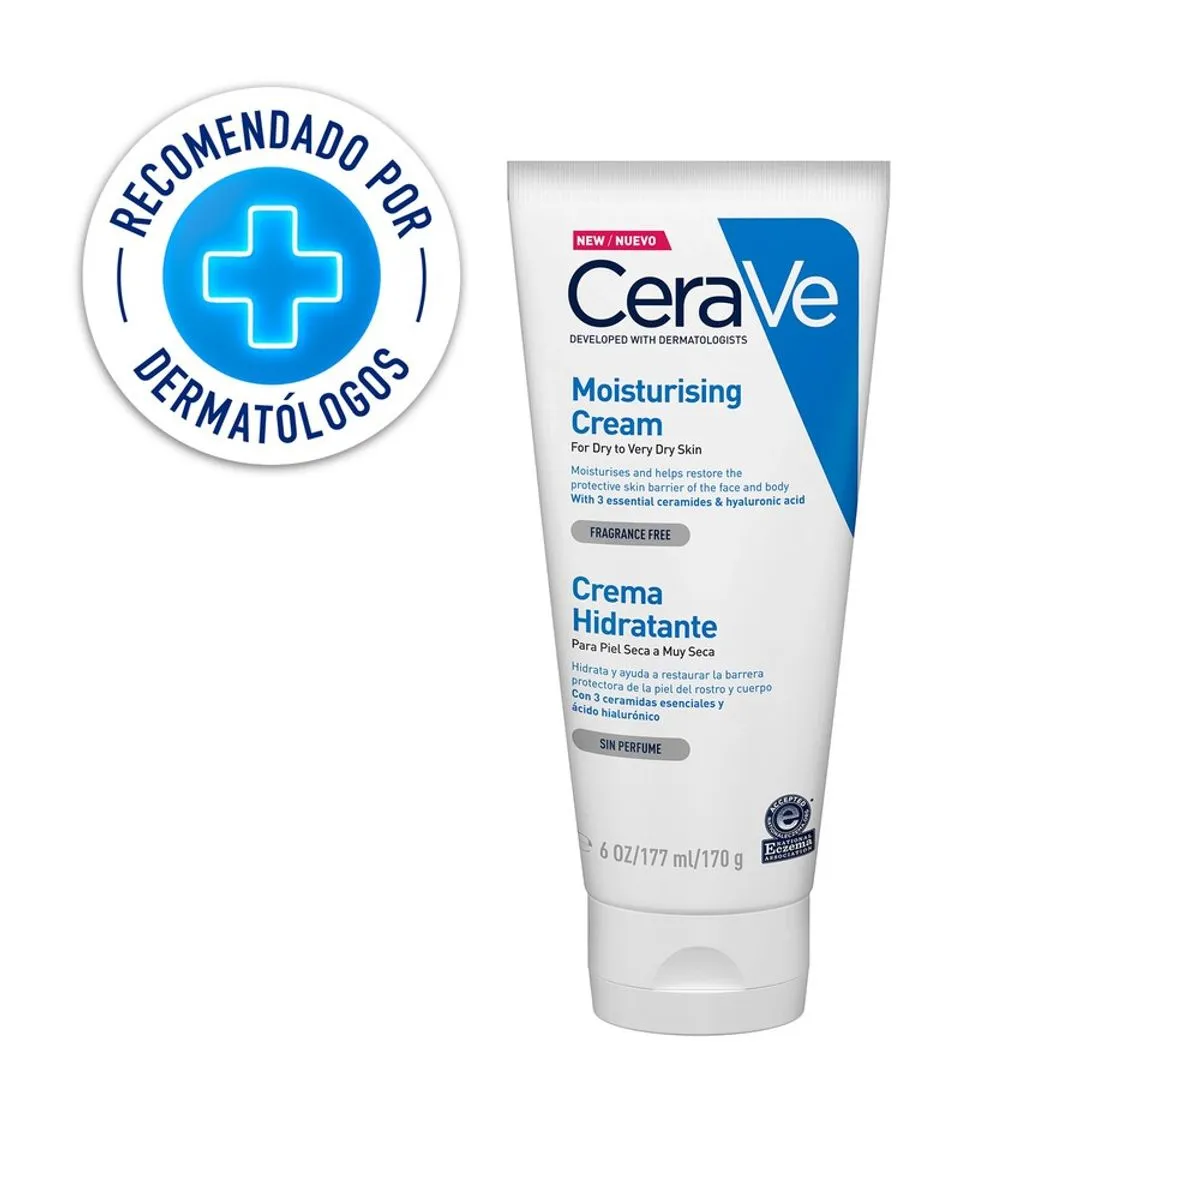 RECOMENDADO POR
DERMATÓLOGOS
NEW / NUEVO
CeraVe
DEVELOPED WITH DERMATOLOGISTS
Moisturising
Cream
For Dry to Very Dry Skin
Moisturises and helps restore the
protective skin barrier of the face and body
With 3 essential ceramides & hyaluronic acid
FRAGRANCE FREE
Crema
Hidratante
Para Piel Seca a Muy Seca
Hidrata y ayuda a restaurar la barrera
protectora de la piel del rostro y cuerpo
Con 3 ceramidas esenciales y
ácido hialurónico
SIN PERFUME
ACCEPTED
e
NATIONALECZEMA.ORG
NATIONAL
Eczema
ASSOCIATION
℮ 6 OZ/177 ml/170 g